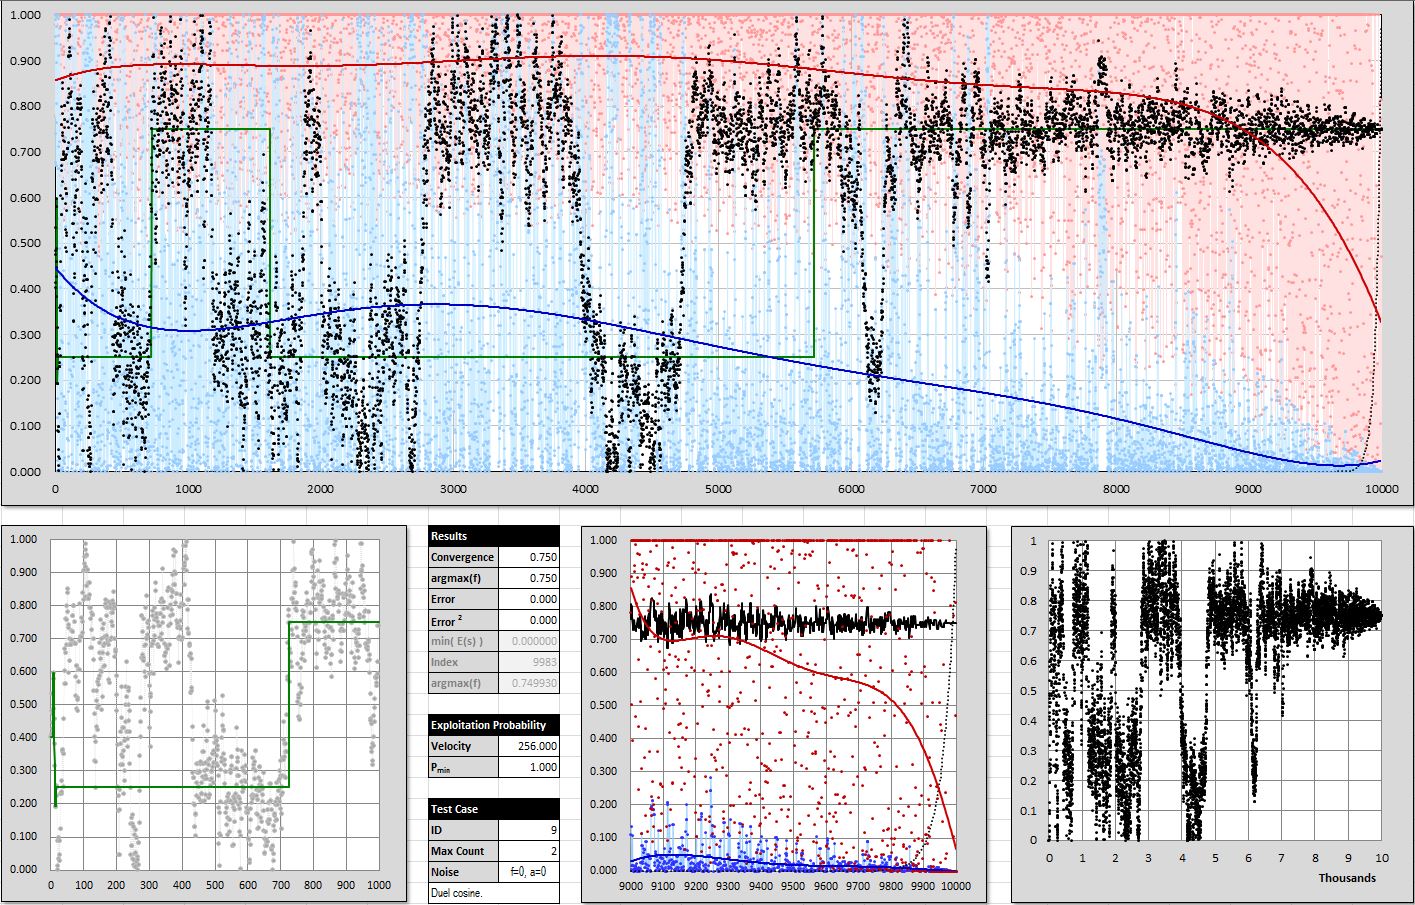 1.000
0.900
0.800
0.700
0.600
0.500
0.400
0.300
0.200
0.100
0.000
0 1000 2000 3000 4000 5000 6000 7000 8000 9000 10000
1.000
0.900
0.800
0.700
0.600
0.500
0.400
0.300
0.200
0.100
0.000
0 100 200 300 400 500 600 700 800 900 1000
Results
Convergence 0.750
argmax(f) 0.750
Error 0.000
Error ² 0.000
min( E(s) ) 0.000000
Index 9983
argmax(f) 0.749930
Exploitation Probability
Velocity 256.000
Pmin 1.000
Test Case
ID 9
Max Count 2
Noise f=0, a=0
Duel cosine.
1.000
0.900
0.800
0.700
0.600
0.500
0.400
0.300
0.200
0.100
0.000
9000 9100 9200 9300 9400 9500 9600 9700 9800 9900 10000
1
0.9
0.8
0.7
0.6
0.5
0.4
0.3
0.2
0.1
0
0 1 2 3 4 5 6 7 8 9 10
Thousands